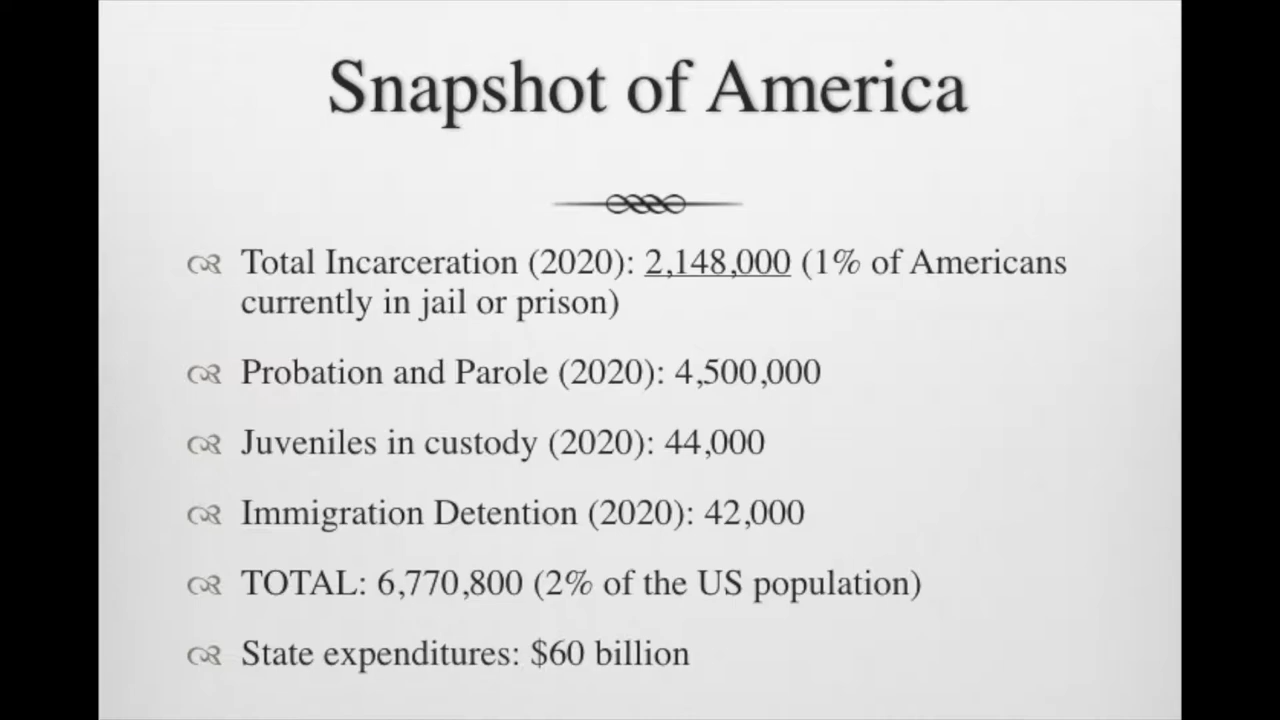 Snapshot of America
Total Incarceration (2020): 2,148,000 (1% of Americans
currently in jail or prison)
Probation and Parole (2020): 4,500,000
Juveniles in custody (2020): 44,000
Immigration Detention (2020): 42,000
TOTAL: 6,770,800 (2% of the US population)
State expenditures: $60 billion